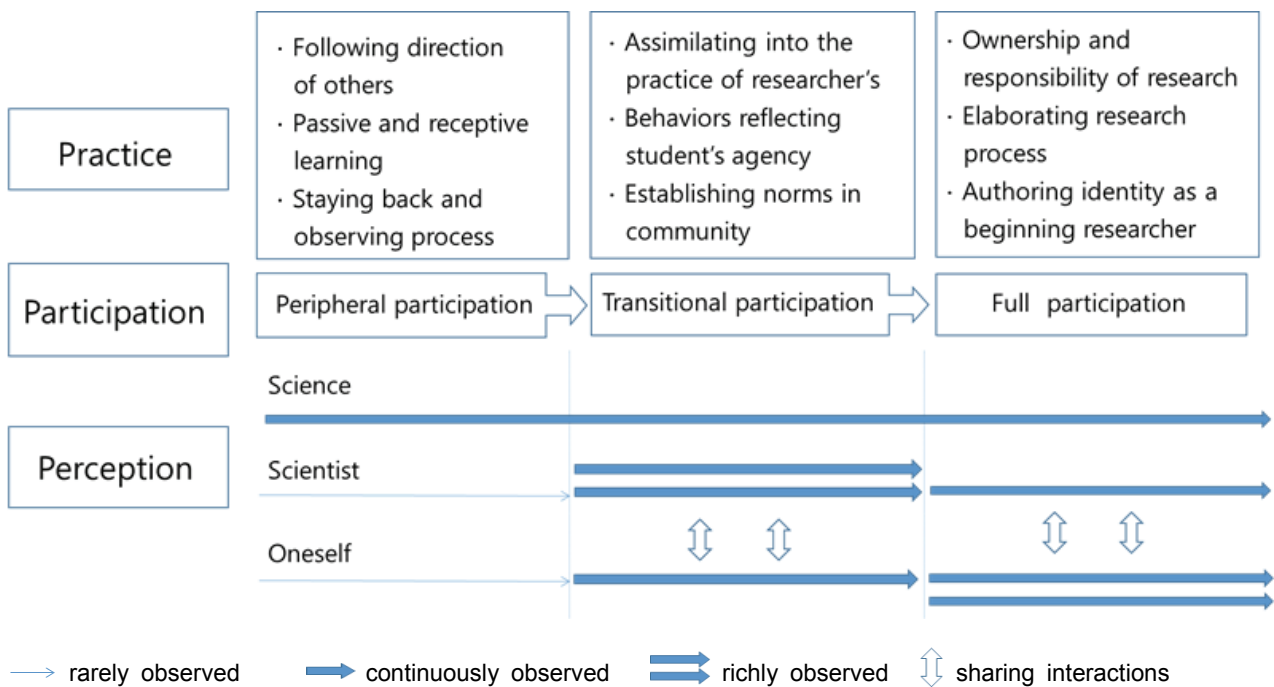 · Following direction
of others
· Passive and receptive
learning
· Staying back and
observing process
· Assimilating into the
practice of researcher's
· Behaviors reflecting
student's agency
· Establishing norms in
community
· Ownership and
responsibility of research
· Elaborating research
process
· Authoring identity as a
beginning researcher
Practice
Participation
Peripheral participation
Transitional participation
Full participation
Perception
Science
Scientist
Oneself
rarely observed
continuously observed
richly observed
sharing interactions